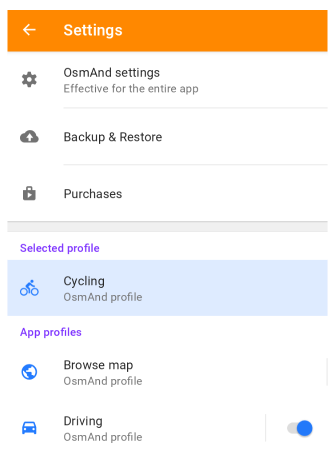 Settings
OsmAnd settings
Effective for the entire app
Backup & Restore
Purchases
Selected profile
Cycling
OsmAnd profile
App profiles
Browse map
OsmAnd profile
Driving
OsmAnd profile